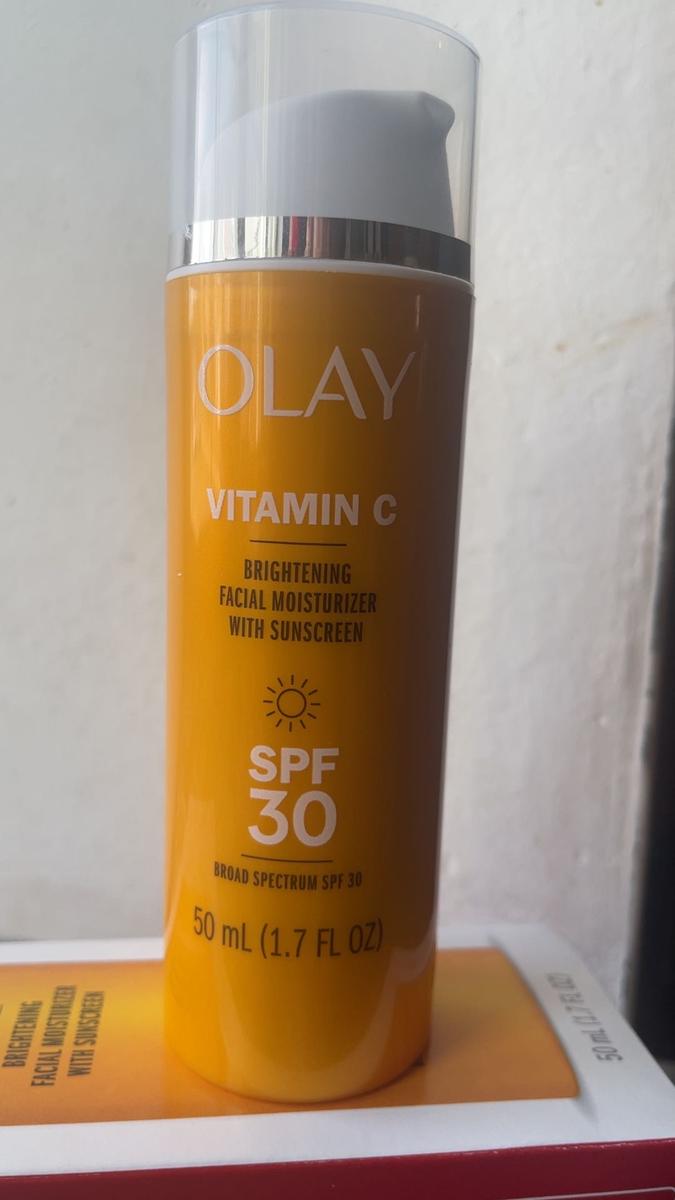 OLAY
VITAMIN C
BRIGHTENING
FACIAL MOISTURIZER
WITH SUNSCREEN
SPF
30
BROAD SPECTRUM SPF 30
50 mL (1.7 FL OZ)
BRIGHTENING
FACIAL MOISTURIZER
WITH SUNSCREEN
50 mL (1.7 FL OZ)